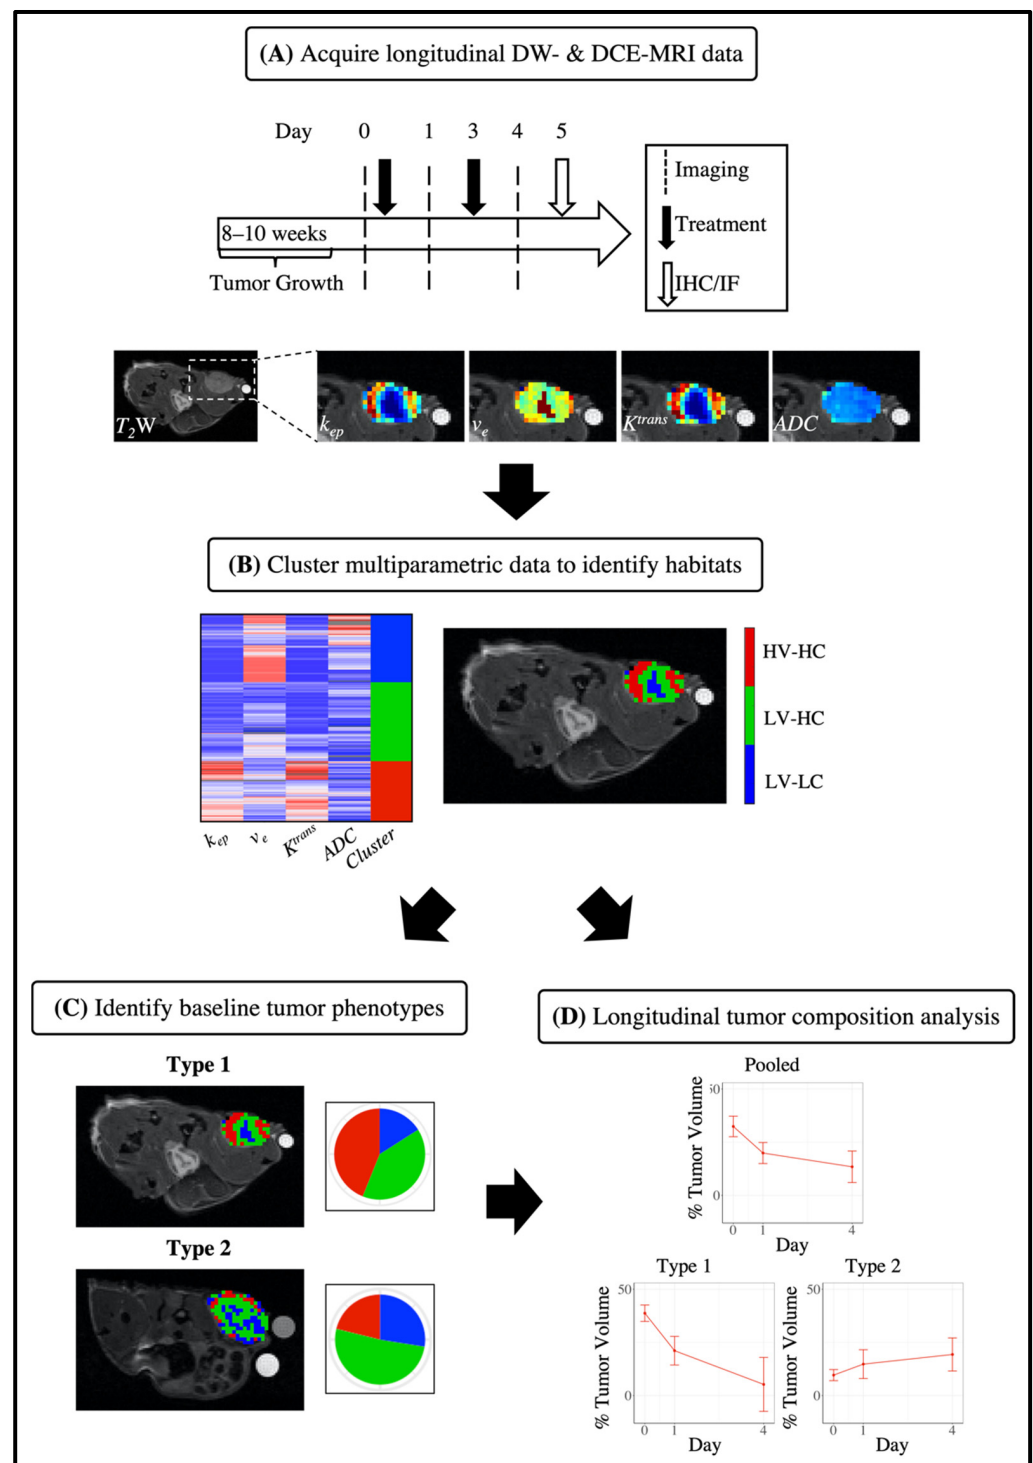 (A) Acquire longitudinal DW- & DCE-MRI data
Day 0 1 3 4 5
8–10 weeks
Tumor Growth
Imaging
Treatment
IHC/IF
T2W
kep
ve
Ktrans
ADC
(B) Cluster multiparametric data to identify habitats
HV-HC
LV-HC
LV-LC
kep ve Ktrans ADC Cluster
(C) Identify baseline tumor phenotypes
Type 1
Type 2
(D) Longitudinal tumor composition analysis
Pooled
% Tumor Volume
50
0
0 1 4
Day
Type 1
% Tumor Volume
50
0
0 1 4
Day
Type 2
% Tumor Volume
50
0
0 1 4
Day